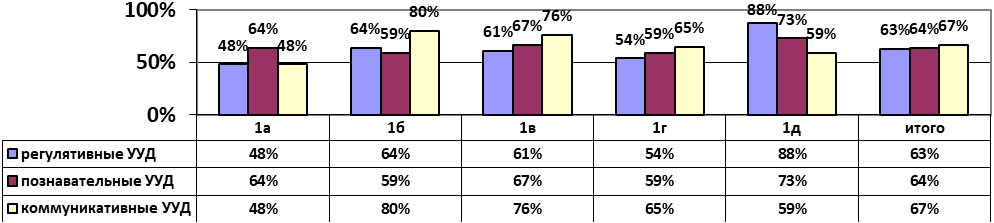 100%
50%
0%
48% 64% 48% 64% 59% 80% 61% 67% 76% 54% 59% 65% 88% 73% 59% 63% 64% 67%
1а 1б 1в 1г 1д итого
регулятивные УУД 48% 64% 61% 54% 88% 63%
познавательные УУД 64% 59% 67% 59% 73% 64%
коммуникативные УУД 48% 80% 76% 65% 59% 67%